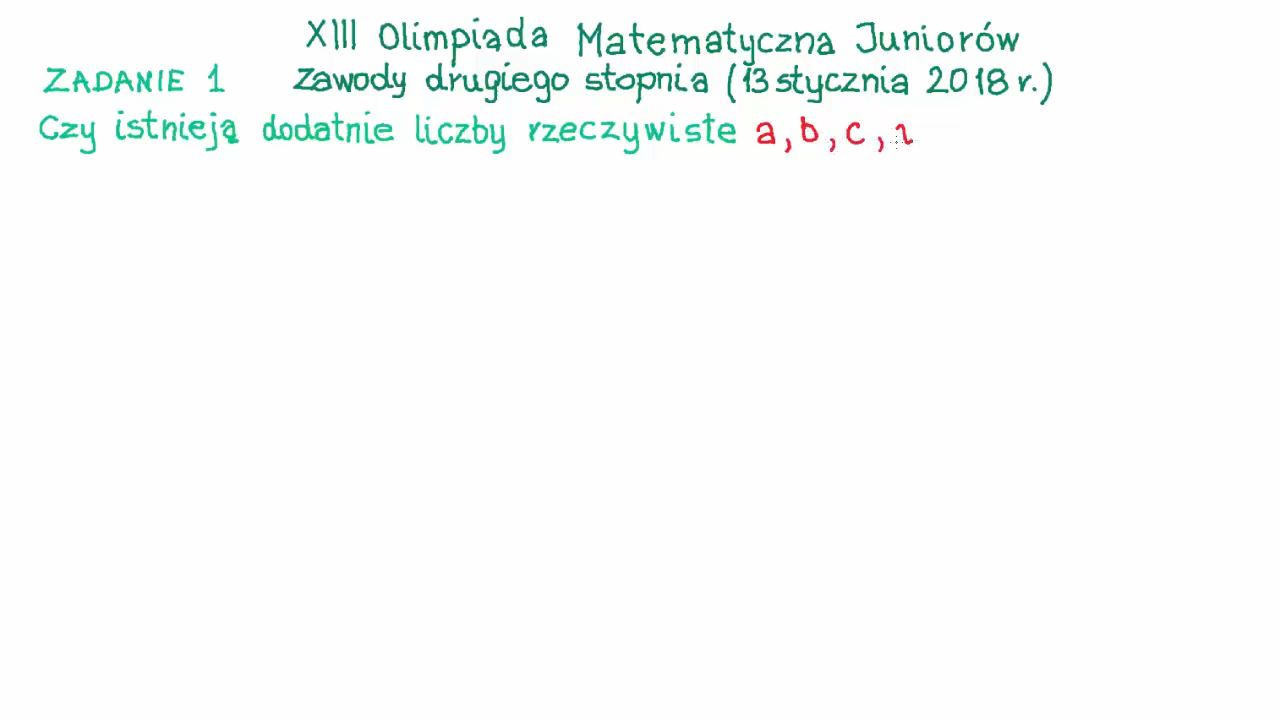 XIII Olimpiada Matematyczna Juniorów
ZADANIE 1 Zawody drugiego stopnia (13 stycznia 2018 r.)
Czy istnieją dodatnie liczby rzeczywiste a, b, c,